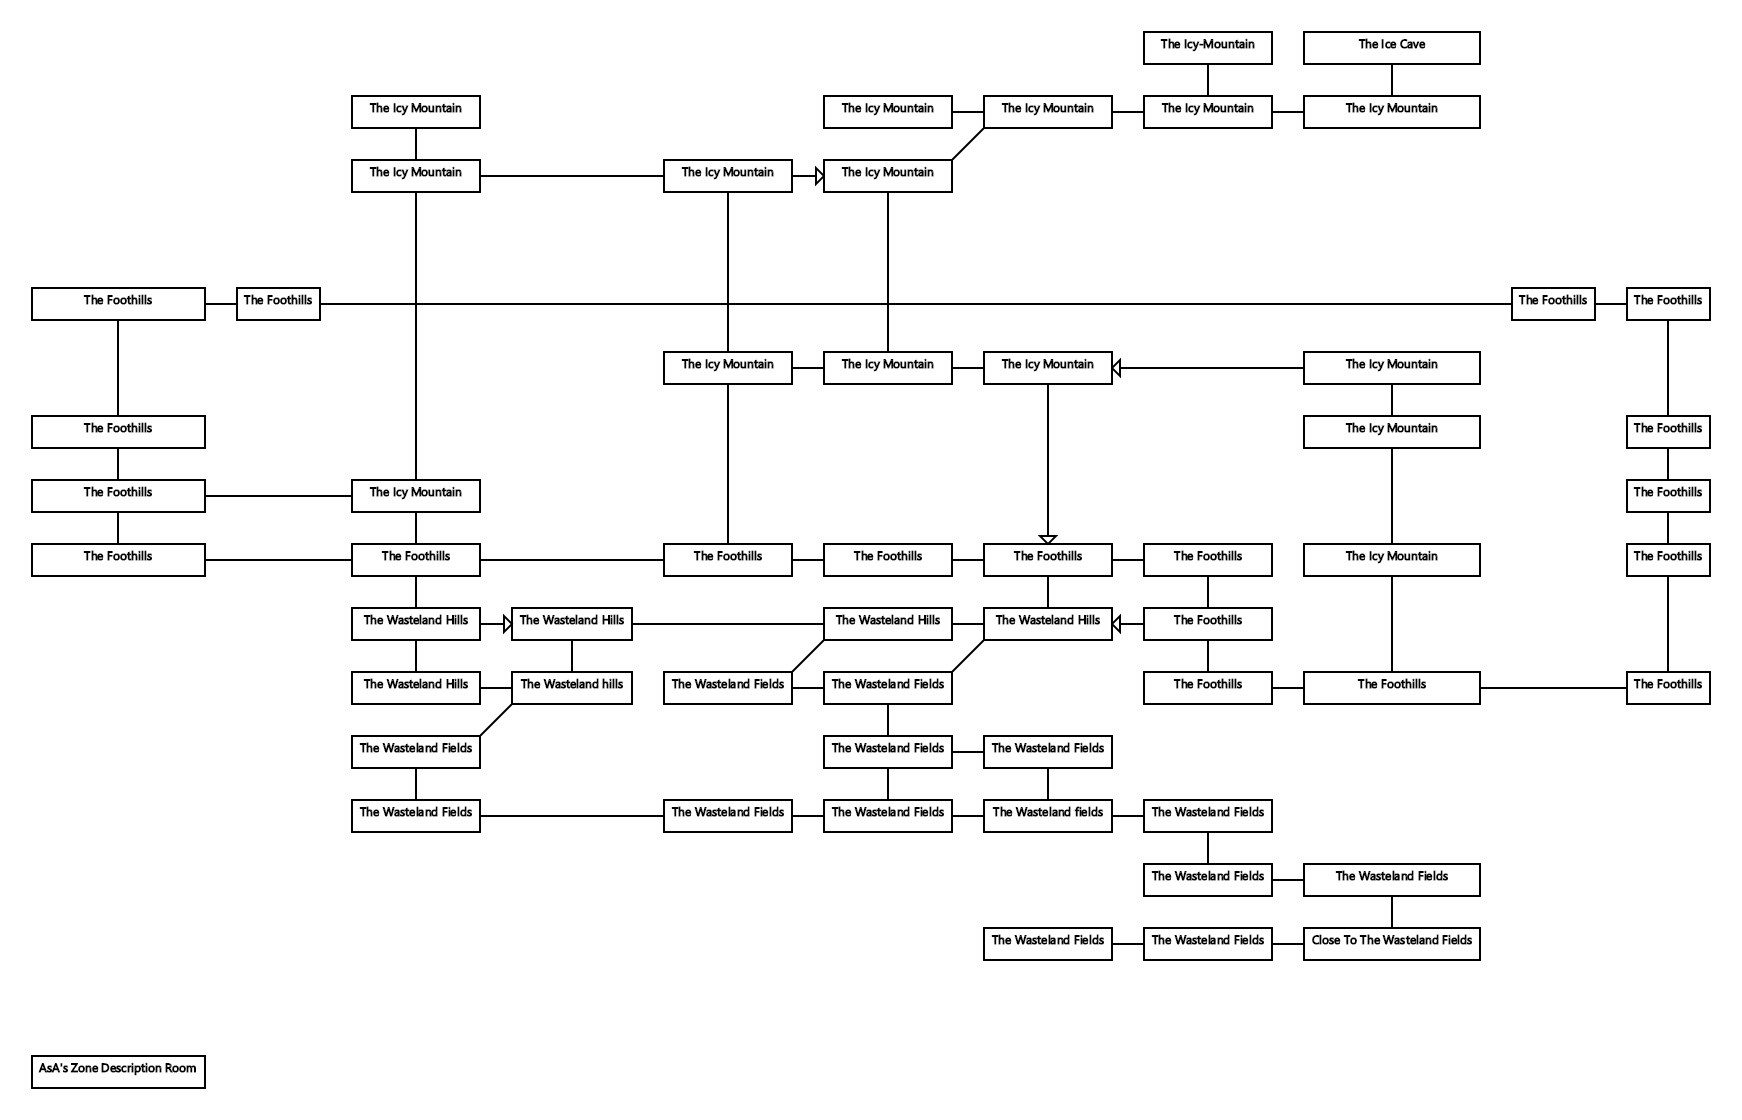 The Icy-Mountain
The Ice Cave
The Icy Mountain
The Icy Mountain
The Icy Mountain
The Icy Mountain
The Icy Mountain
The Icy Mountain
The Icy Mountain
The Icy Mountain
The Foothills
The Foothills
The Foothills
The Foothills
The Icy Mountain
The Icy Mountain
The Icy Mountain
The Icy Mountain
The Foothills
The Icy Mountain
The Foothills
The Foothills
The Icy Mountain
The Foothills
The Foothills
The Foothills
The Foothills
The Foothills
The Foothills
The Foothills
The Icy Mountain
The Foothills
The Wasteland Hills
The Wasteland Hills
The Wasteland Hills
The Wasteland Hills
The Foothills
The Wasteland Hills
The Wasteland hills
The Wasteland Fields
The Wasteland Fields
The Foothills
The Foothills
The Foothills
The Wasteland Fields
The Wasteland Fields
The Wasteland Fields
The Wasteland Fields
The Wasteland Fields
The Wasteland Fields
The Wasteland fields
The Wasteland Fields
The Wasteland Fields
The Wasteland Fields
The Wasteland Fields
The Wasteland Fields
Close To The Wasteland Fields
AsA's Zone Description Room